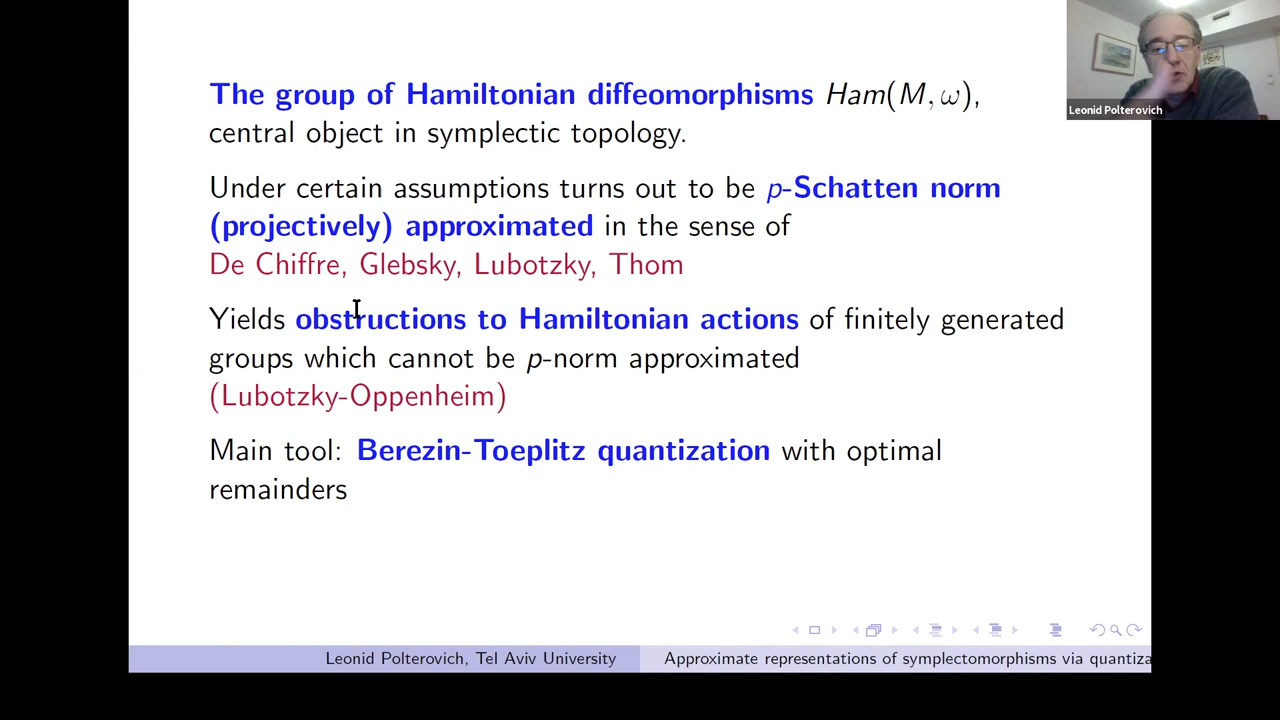 The group of Hamiltonian diffeomorphisms Ham(M, ω),
central object in symplectic topology.
Under certain assumptions turns out to be p-Schatten norm
(projectively) approximated in the sense of
De Chiffre, Glebsky, Lubotzky, Thom
Yields obstructions to Hamiltonian actions of finitely generated
groups which cannot be p-norm approximated
(Lubotzky-Oppenheim)
Main tool: Berezin-Toeplitz quantization with optimal
remainders
Leonid Polterovich
Leonid Polterovich, Tel Aviv University
Approximate representations of symplectomorphisms via quantiza